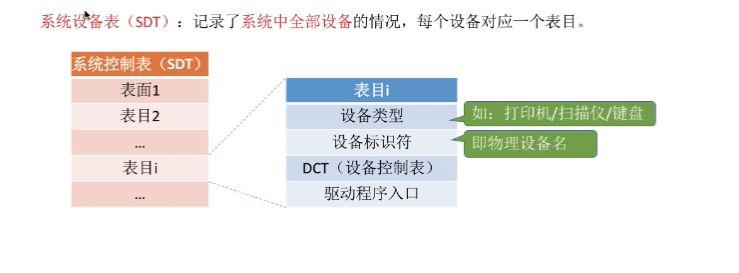 系统设备表（SDT）：记录了系统中全部设备的情况，每个设备对应一个表目。
系统控制表（SDT）
表面1
表目2
...
表目i
...
表目i
设备类型
设备标识符
DCT（设备控制表）
驱动程序入口
如：打印机/扫描仪/键盘
即物理设备名